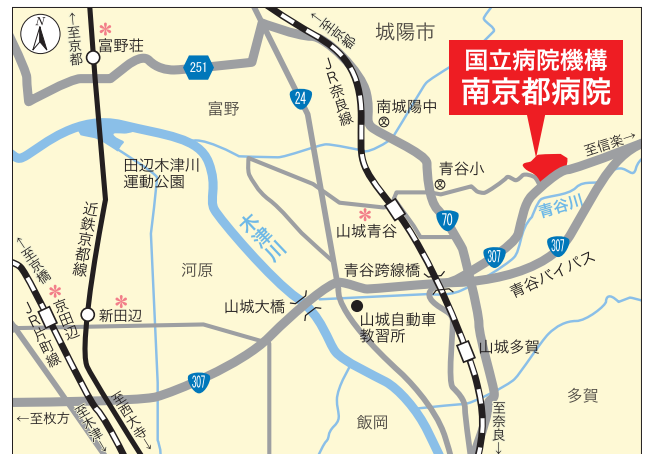 N
←至京都
富野荘
251
富野
←至京都
JR奈良線
24
城陽市
国立病院機構
南京都病院
南城陽中
文
至信楽→
青谷小
文
田辺木津川
運動公園
近鉄京都線
木津川
山城青谷
70
青谷川
307
307
青谷バイパス
←至京橋
河原
青谷跨線橋
京田辺
新田辺
JR片町線
山城大橋
山城自動車
教習所
山城多賀
307
多賀
←至枚方
至木津→
至西大寺→
飯岡
至奈良→